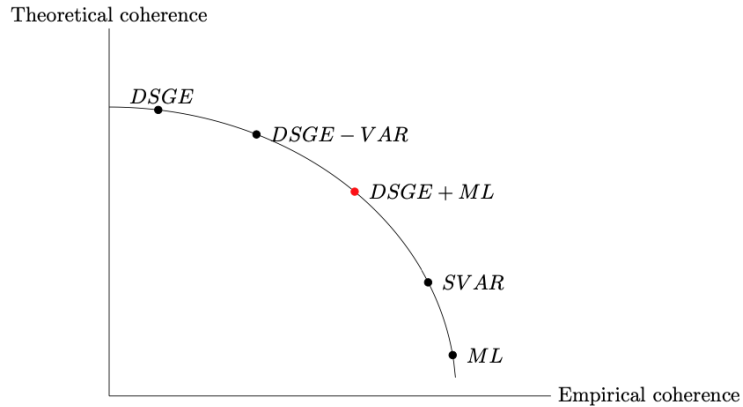 Theoretical coherence
DSGE
DSGE − VAR
DSGE + ML
SVAR
ML
Empirical coherence